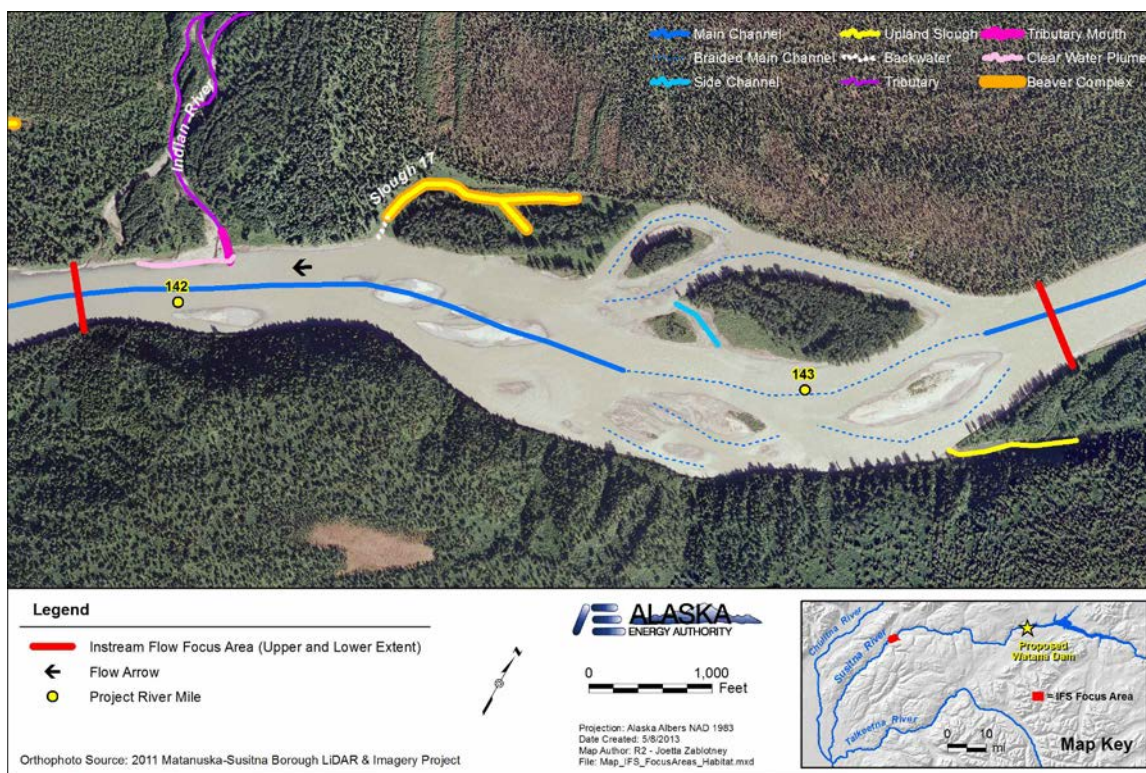 Main Channel
Braided Main Channel
Side Channel
Upland Slough
Backwater
Tributary
Tributary Mouth
Clear Water Plume
Beaver Complex
Indian River
Slough 17
142
143
Legend
Instream Flow Focus Area (Upper and Lower Extent)
Flow Arrow
Project River Mile
Orthophoto Source: 2011 Matanuska-Susitna Borough LiDAR & Imagery Project
N
ALASKA
ENERGY AUTHORITY
0 1,000
Feet
Projection: Alaska Albers NAD 1983
Date Created: 5/8/2013
Map Author: R2 - Joetta Zablotney
File: Map_IFS_FocusAreas_Habitat.mxd
Chulitna River
Susitna River
Talkeetna River
Proposed
Watana Dam
= IFS Focus Area
0 10
mi
Map Key